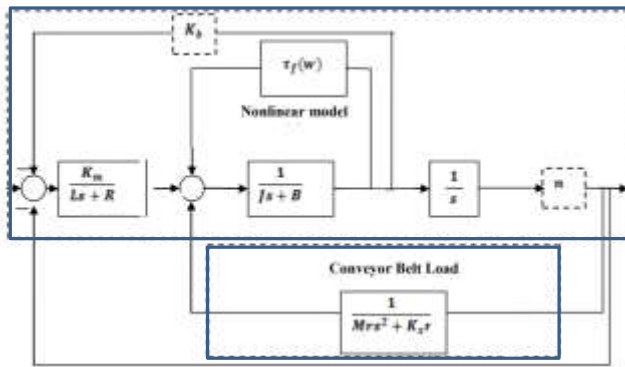 K_b
τ_f(w)
Nonlinear model
K_m / Ls + R
1 / Js + B
1 / s
n
Conveyor Belt Load
1 / Mrs² + K_s r